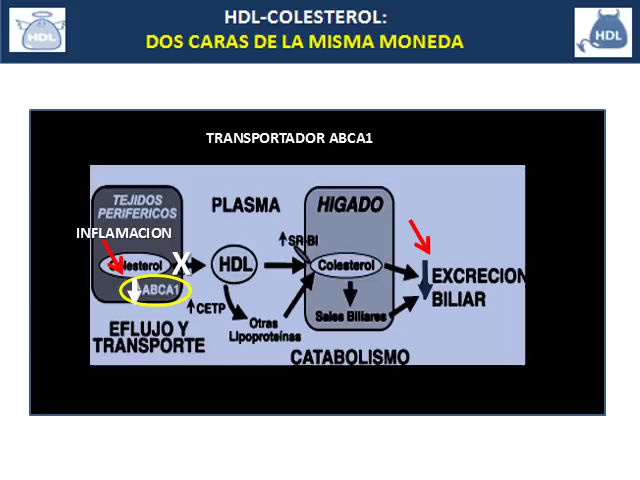 HDL-COLESTEROL:
DOS CARAS DE LA MISMA MONEDA
HDL
HDL
TRANSPORTADOR ABCA1
TEJIDOS
PERIFERICOS
PLASMA
HIGADO
INFLAMACION
SR-BI
Colesterol
X
HDL
Colesterol
ABCA1
EXCRECION
BILIAR
CETP
Otras
Lipoproteínas
Sales Biliares
EFLUJO Y
TRANSPORTE
CATABOLISMO